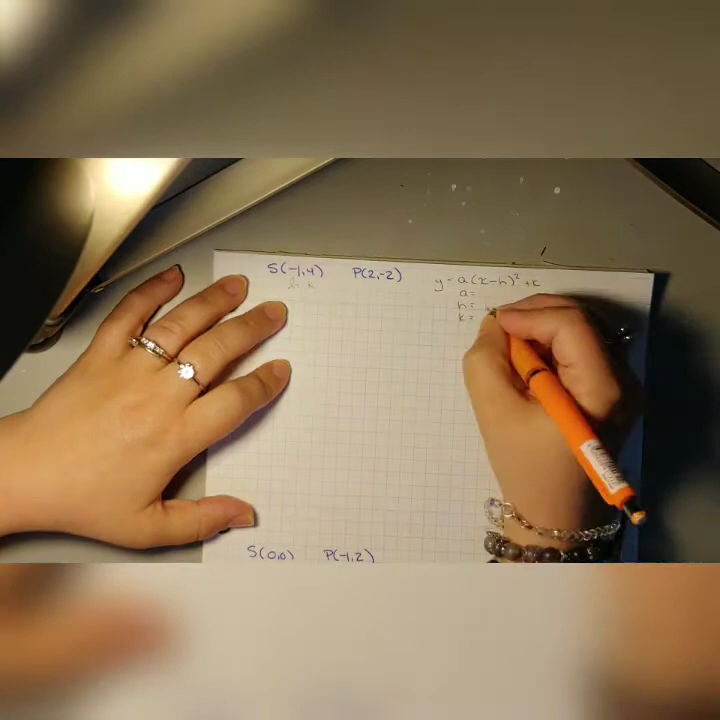 S(-1,4) P(2,-2) y=a(x-h)²+k
h k a=
h=
k=
S(0,0) P(-1,2)